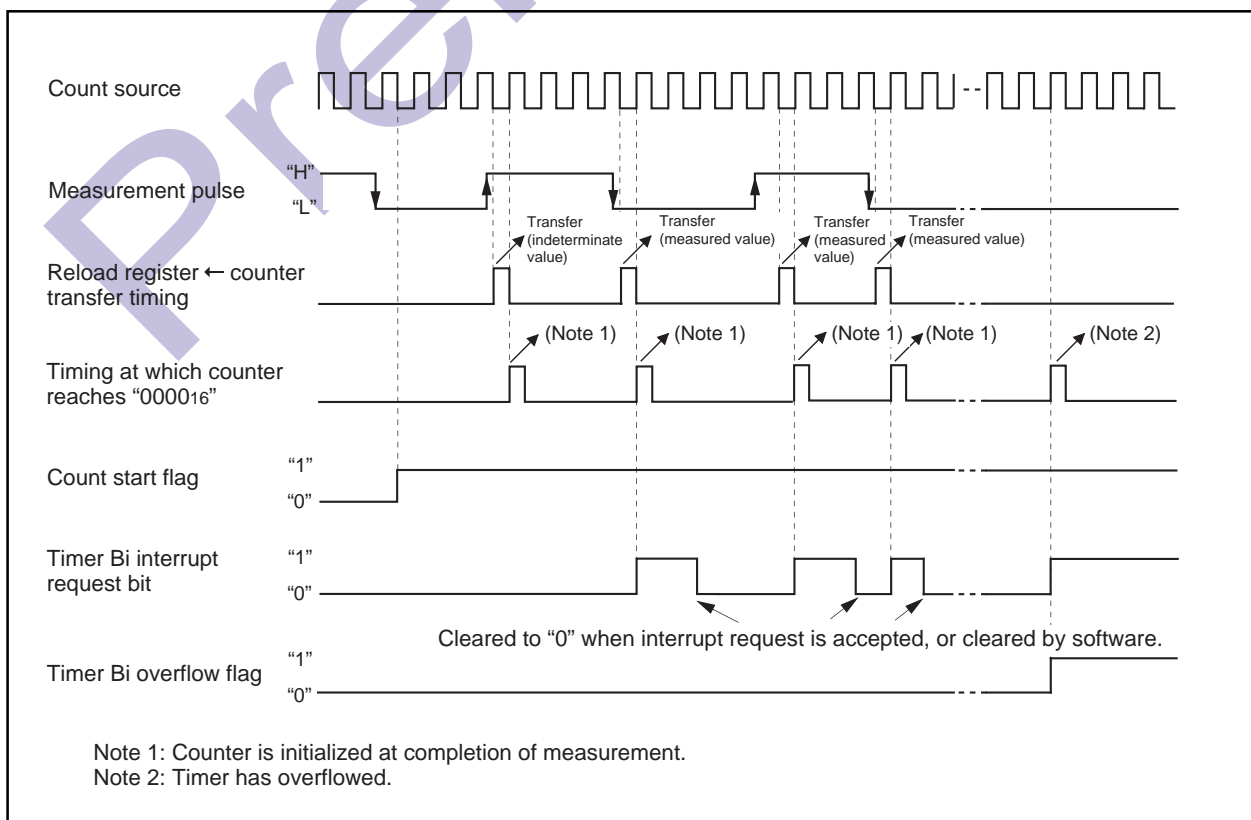 Pre
Count source
Measurement pulse
“H”
“L”
Transfer
(indeterminate
value)
Transfer
(measured value)
Transfer
(measured
value)
Transfer
(measured value)
Reload register ← counter
transfer timing
(Note 1)
(Note 1)
(Note 1)
(Note 1)
(Note 2)
Timing at which counter
reaches “000016”
Count start flag
“1”
“0”
Timer Bi interrupt
request bit
“1”
“0”
Cleared to “0” when interrupt request is accepted, or cleared by software.
Timer Bi overflow flag
“1”
“0”
Note 1: Counter is initialized at completion of measurement.
Note 2: Timer has overflowed.